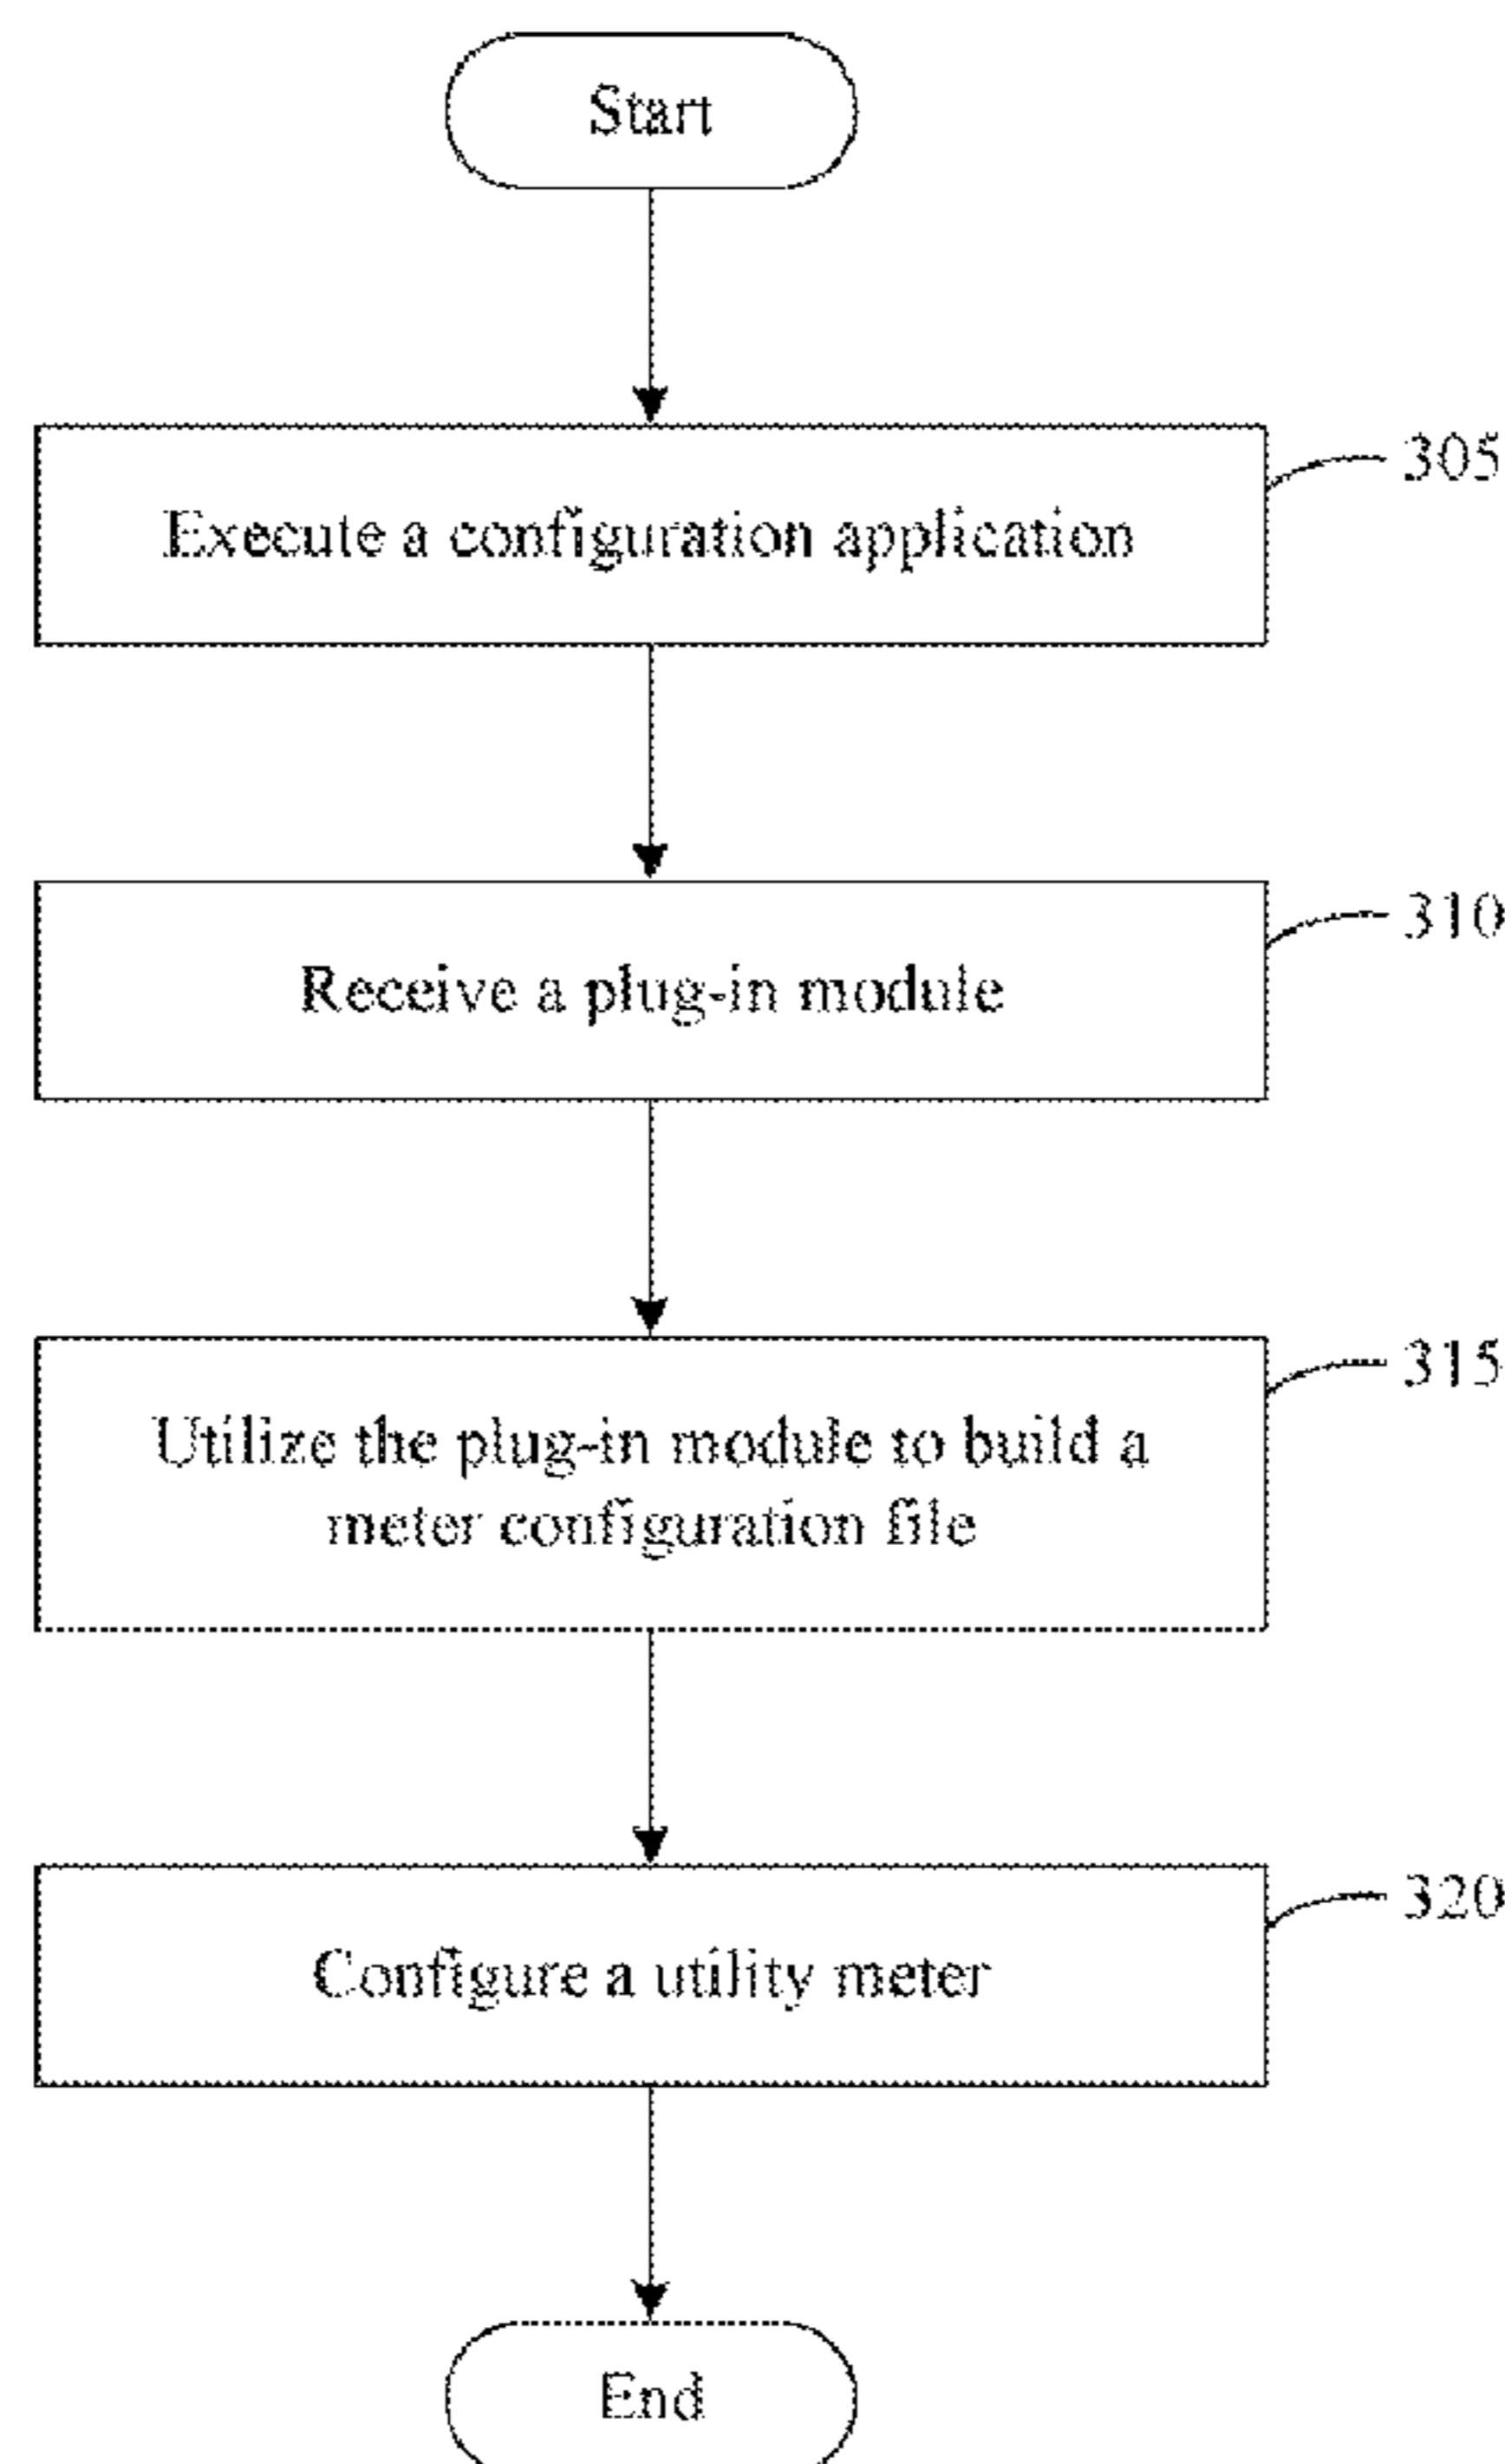 Start
305
Execute a configuration application
310
Receive a plug-in module
315
Utilize the plug-in module to build a
meter configuration file
320
Configure a utility meter
End